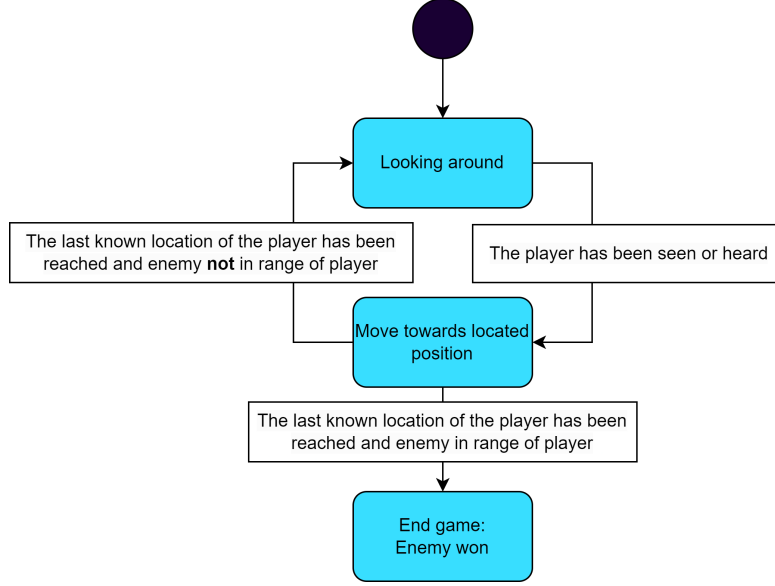 Looking around
The last known location of the player has been
reached and enemy not in range of player
The player has been seen or heard
Move towards located
position
The last known location of the player has been
reached and enemy in range of player
End game:
Enemy won